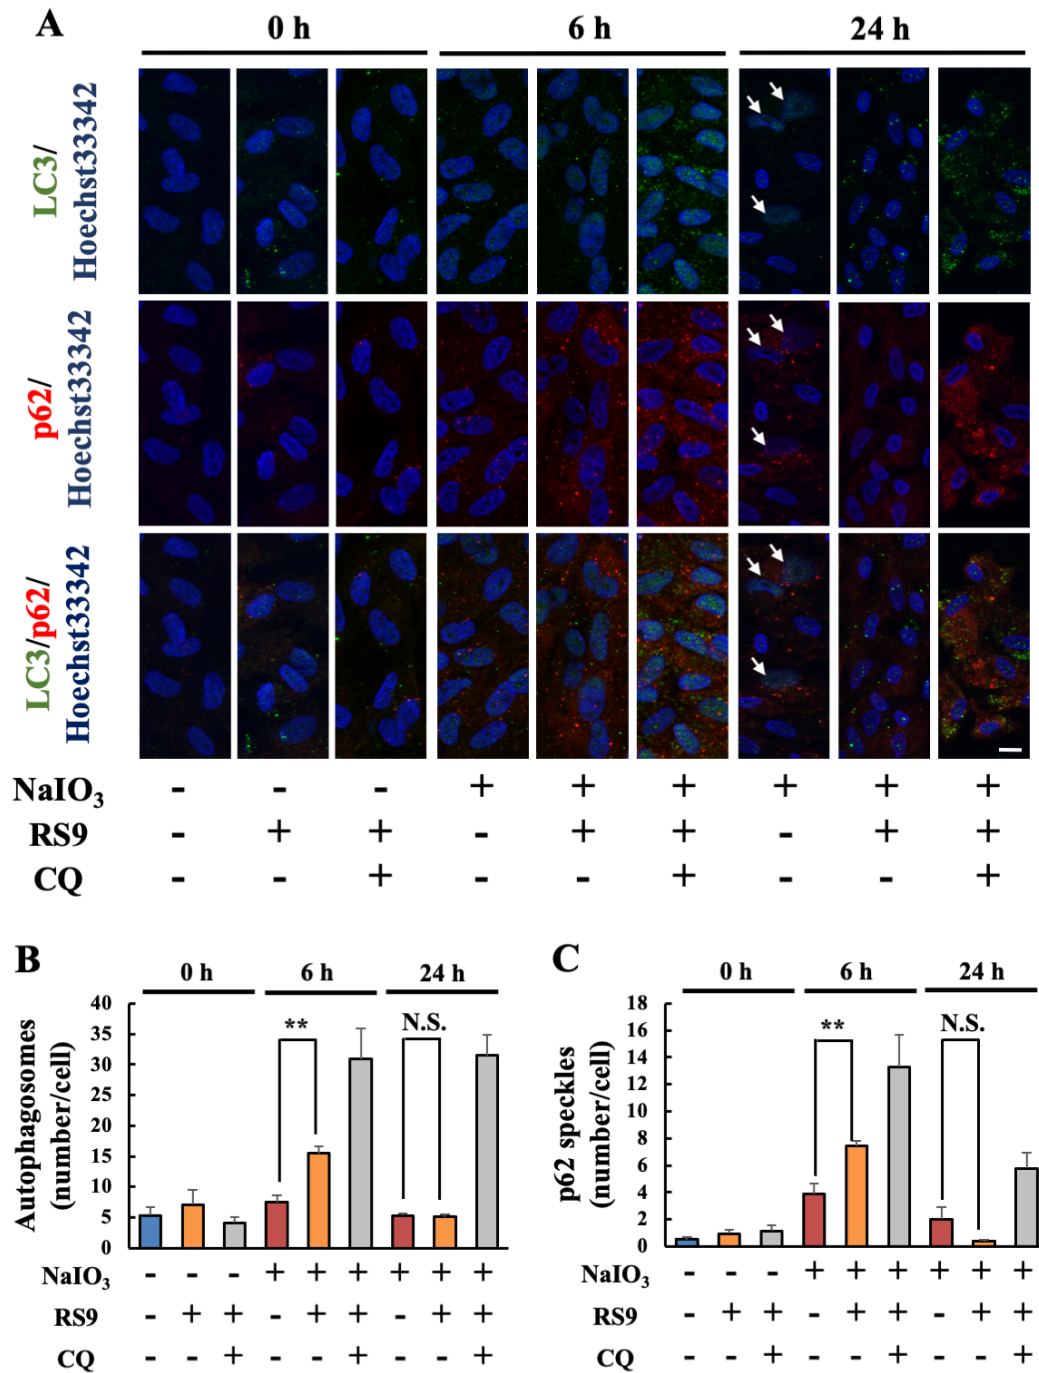 A
0 h 6 h 24 h
LC3/
Hoechst33342
p62/
Hoechst33342
LC3/p62/
Hoechst33342
NaIO₃ - - - + + + + + +
RS9 - + + - + + - + +
CQ - - + - - + - - +
B
0 h 6 h 24 h
Autophagosomes
(number/cell)
40
35
30
25
20
15
10
5
0
** N.S.
NaIO₃ - - - + + + + + +
RS9 - + + - + + - + +
CQ - - + - - + - - +
C
0 h 6 h 24 h
p62 speckles
(number/cell)
18
16
14
12
10
8
6
4
2
0
** N.S.
NaIO₃ - - - + + + + + +
RS9 - + + - + + - + +
CQ - - + - - + - - +